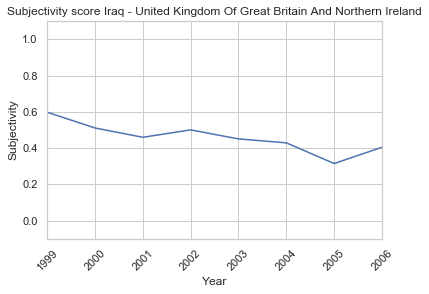 Subjectivity score Iraq - United Kingdom Of Great Britain And Northern Ireland
1.0
0.8
0.6
0.4
0.2
0.0
Subjectivity
1999 2000 2001 2002 2003 2004 2005 2006
Year